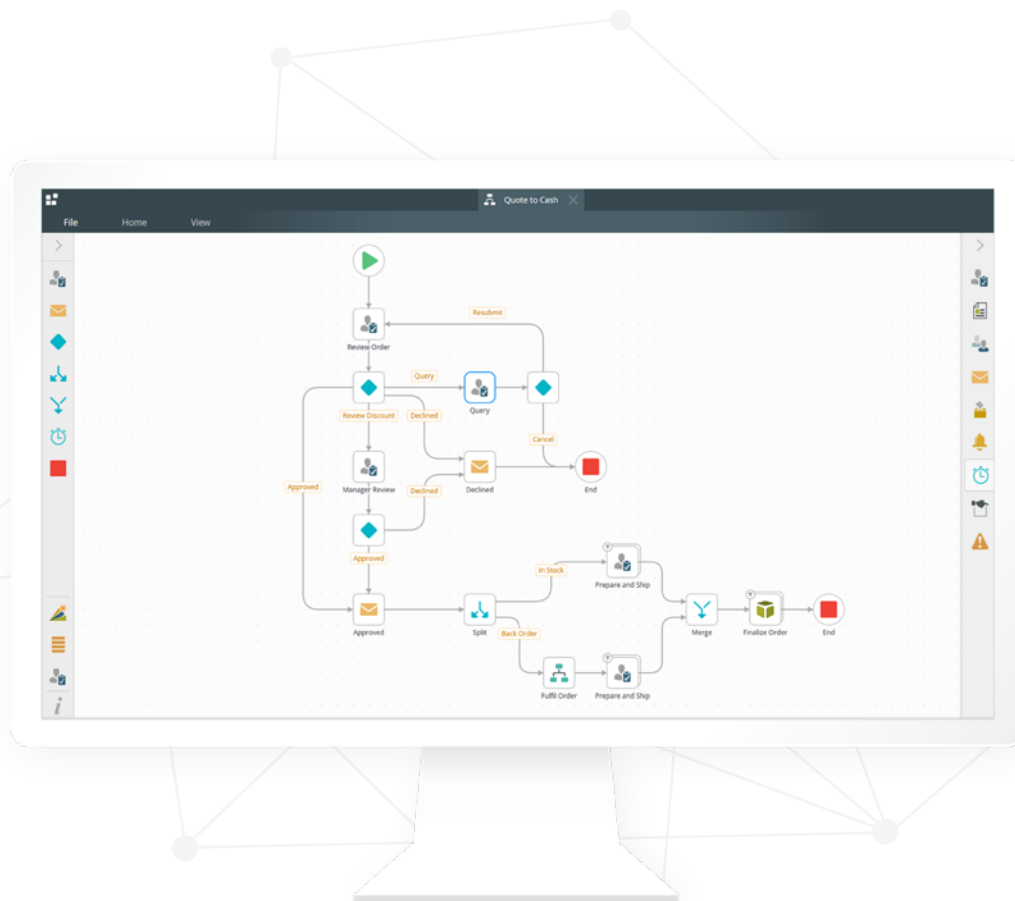 Quote to Cash
File Home View
Resubmit
Review Order
Query
Query
Review Discount Declined
Cancel
Approved
Manager Review
Declined
Declined
End
Approved
In Stock
Prepare and Ship
Approved
Split
Back Order
Merge
Finalize Order
End
Fulfil Order
Prepare and Ship